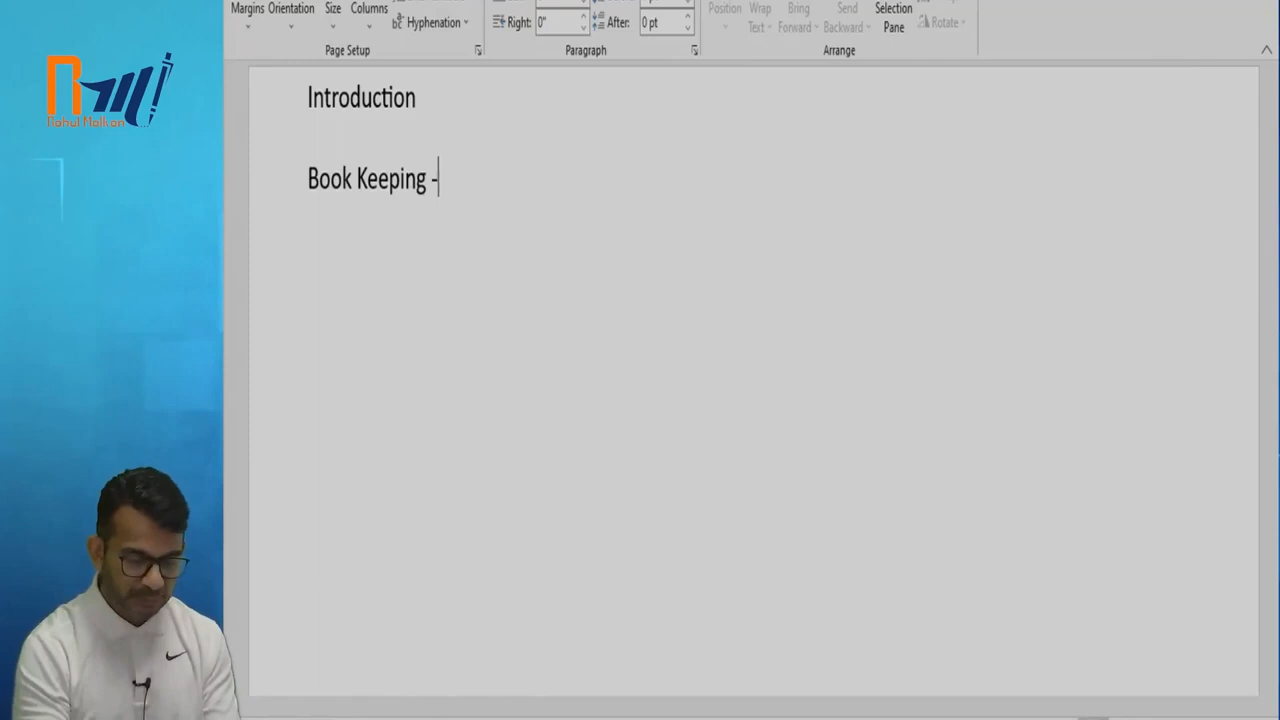 Margins Orientation Size Columns Hyphenation Right: 0" After: 0 pt Position Wrap Text Bring Forward Send Backward Selection Pane Rotate
Page Setup Paragraph Arrange
Rahul Malkan
Introduction
Book Keeping -